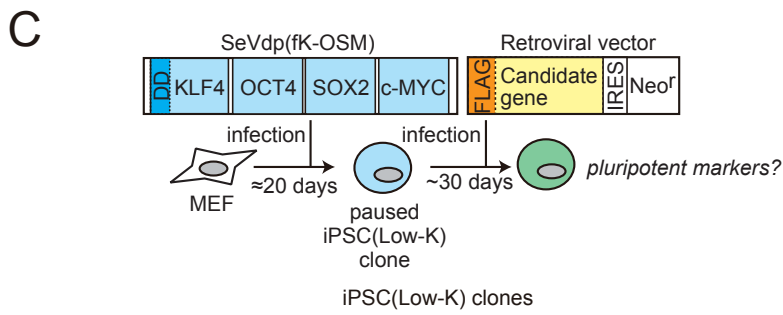 C
SeVdp(fK-OSM)
Retroviral vector
DD
KLF4
OCT4
SOX2
c-MYC
FLAG
Candidate
gene
IRES
Neoʳ
infection
infection
MEF
≈20 days
~30 days
pluripotent markers?
paused
iPSC(Low-K)
clone
iPSC(Low-K) clones